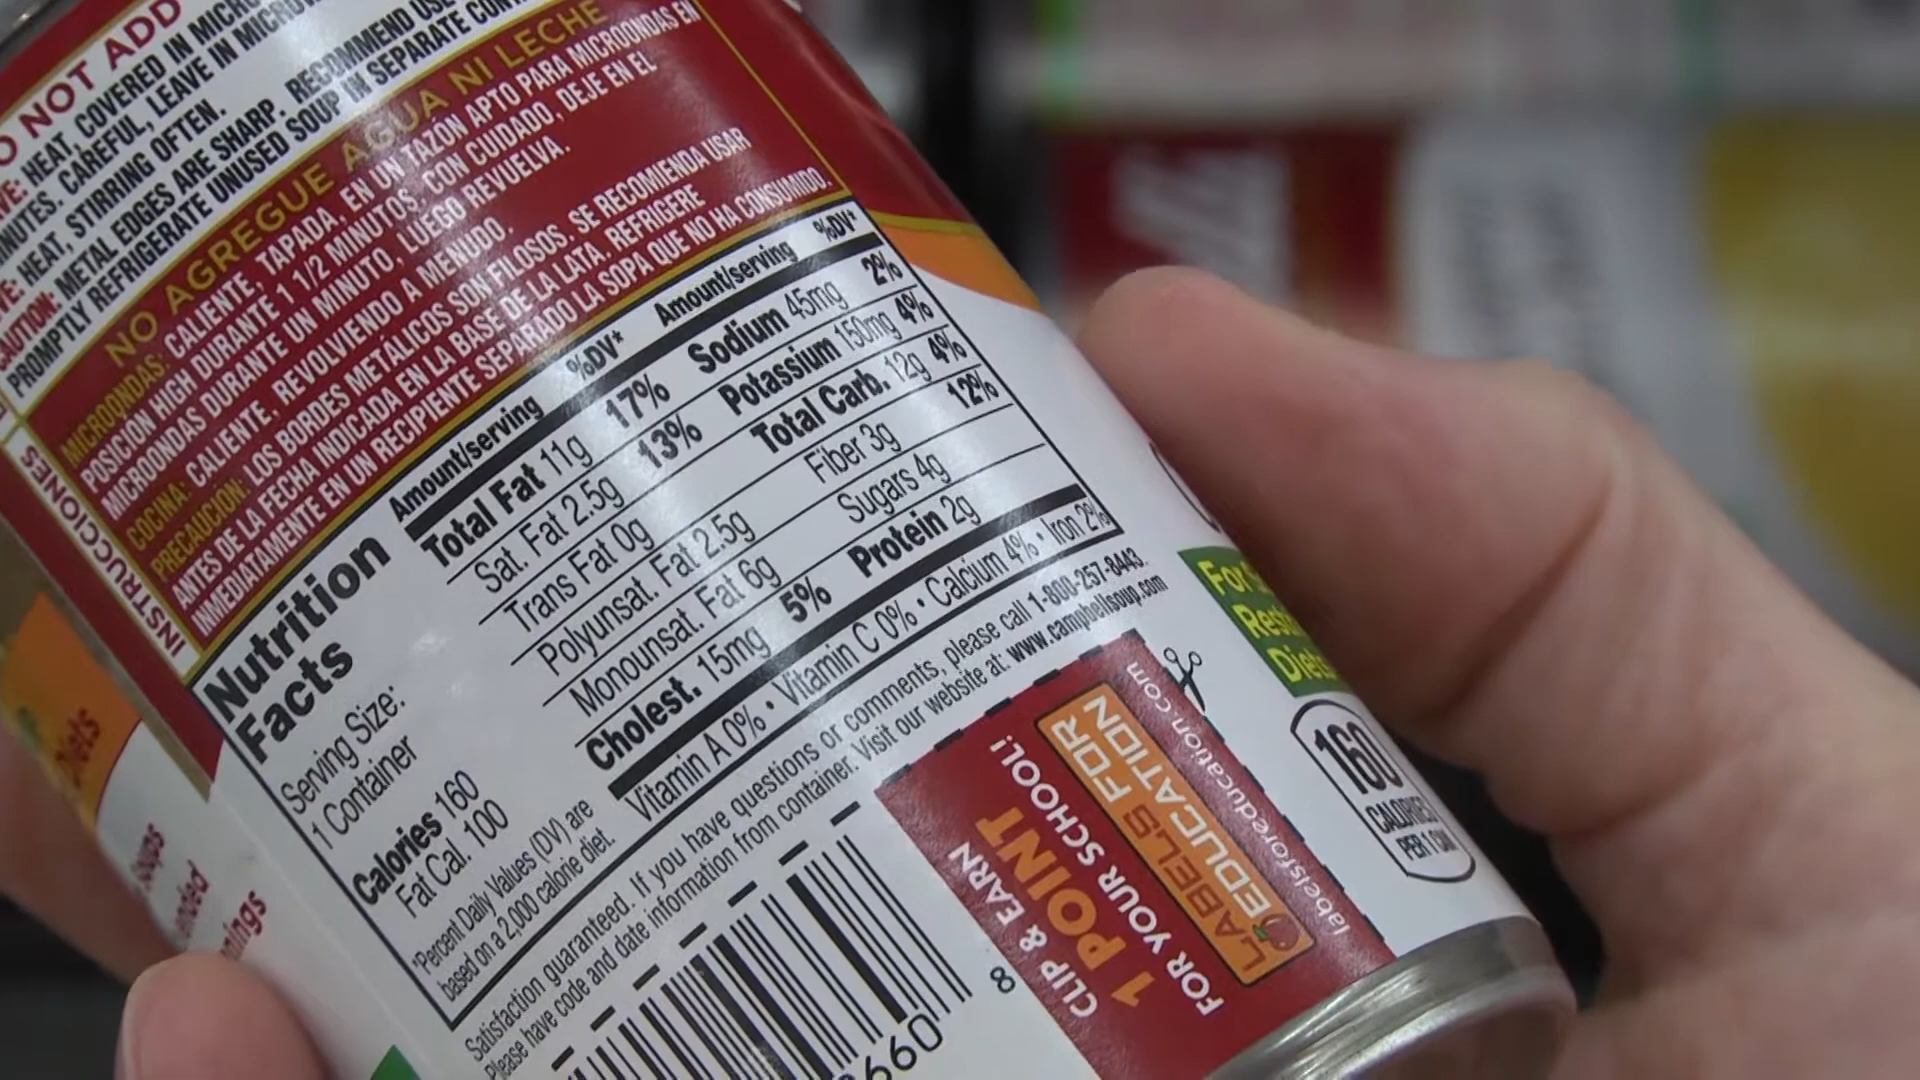 O NOT ADD
VE: HEAT, COVERED IN MICRO
INUTES. CAREFUL, LEAVE IN MICROW
VE: HEAT, STIRRING OFTEN.
CAUTION: METAL EDGES ARE SHARP. RECOMMEND USE
PROMPTLY REFRIGERATE UNUSED SOUP IN SEPARATE CONT
NO AGREGUE AGUA NI LECHE
MICROONDAS: CALIENTE, TAPADA, EN UN TAZÓN APTO PARA MICROONDAS EN
POSICIÓN HIGH DURANTE 1 1/2 MINUTOS. CON CUIDADO, DEJE EN EL
MICROONDAS DURANTE UN MINUTO, LUEGO REVUELVA.
COCINA: CALIENTE, REVOLVIENDO A MENUDO.
PRECAUCIÓN: LOS BORDES METÁLICOS SON FILOSOS. SE RECOMIENDA USAR
ANTES DE LA FECHA INDICADA EN LA BASE DE LA LATA. REFRIGERE
INMEDIATAMENTE EN UN RECIPIENTE SEPARADO LA SOPA QUE NO HA CONSUMIDO.
INSTRUCCIONES
Nutrition
Facts
Serving Size:
1 Container
Calories 160
Fat Cal. 100
*Percent Daily Values (DV) are
based on a 2,000 calorie diet.
Amount/serving %DV*
Total Fat 11g 17%
Sat. Fat 2.5g 13%
Trans Fat 0g
Polyunsat. Fat 2.5g
Monounsat. Fat 6g
Cholest. 15mg 5%
Amount/serving %DV*
Sodium 45mg 2%
Potassium 150mg 4%
Total Carb. 12g 4%
Fiber 3g 12%
Sugars 4g
Protein 2g
Vitamin A 0% • Vitamin C 0% • Calcium 4% • Iron 2%
Satisfaction guaranteed. If you have questions or comments, please call 1-800-257-8443.
Please have code and date information from container. Visit our website at: www.campbellsoup.com
CLIP & EARN
1 POINT
FOR YOUR SCHOOL!
LABELS FOR
EDUCATION
labelsforeducation.com
8
660
For
Rest
Diets
160
CALORIES
PER 1 CAN